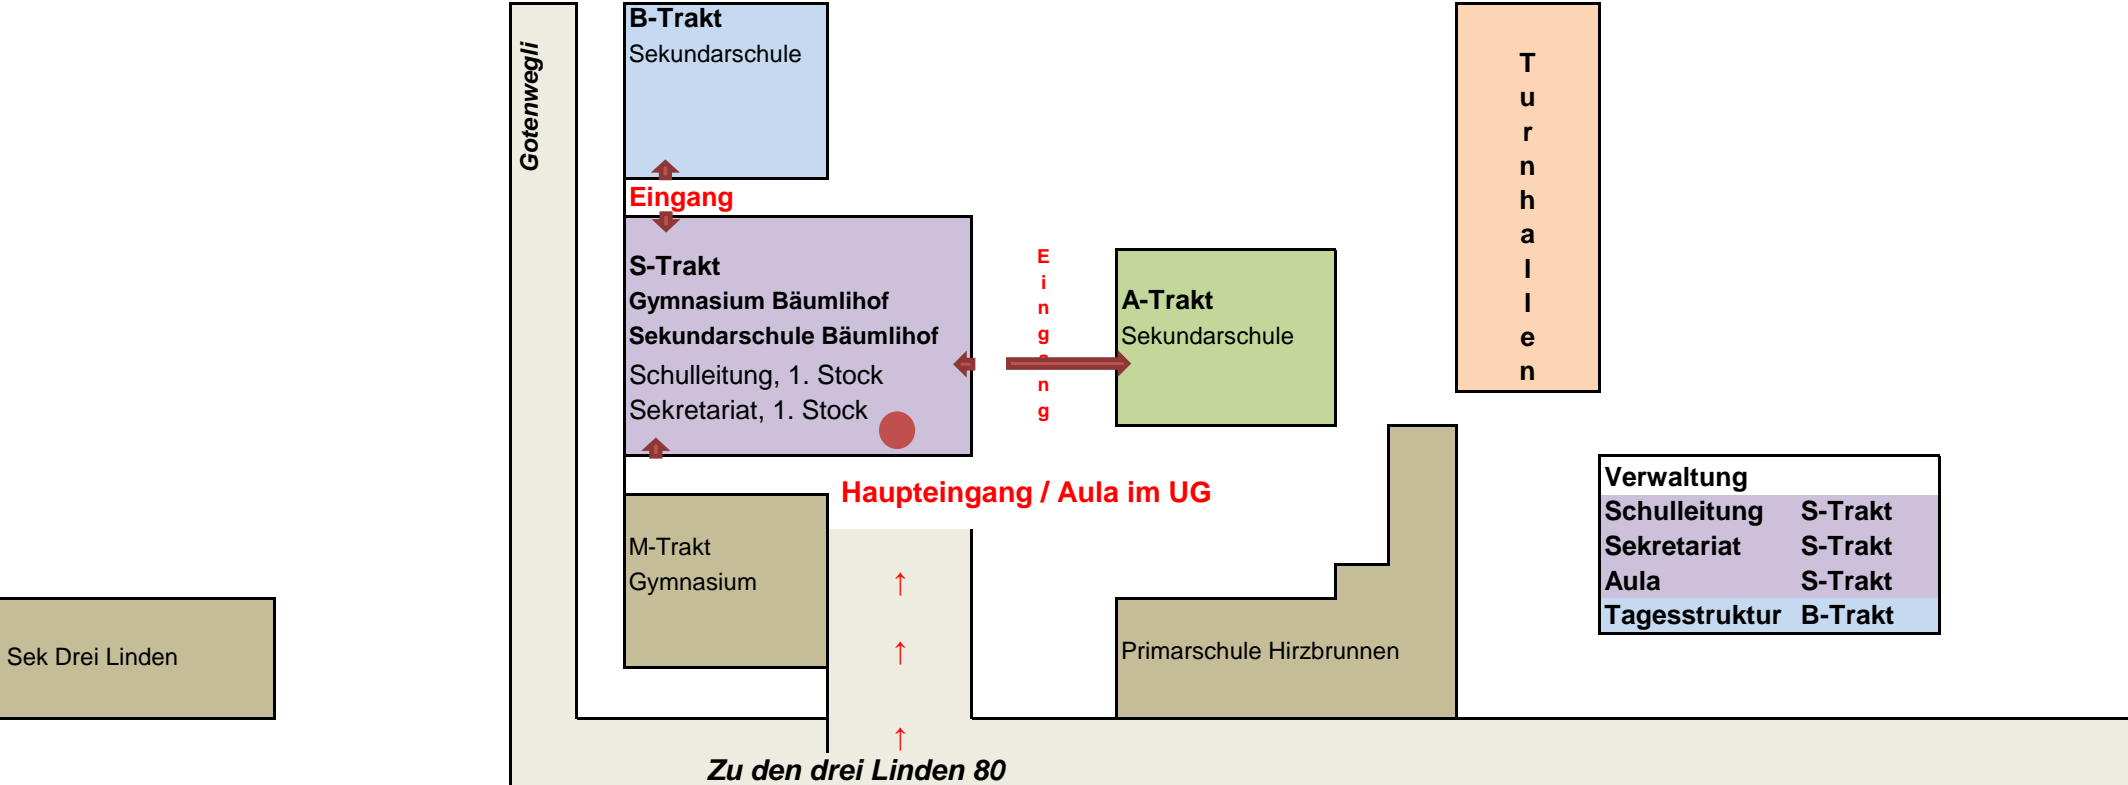 Gotenwegli
B-Trakt
Sekundarschule
Eingang
S-Trakt
Gymnasium Bäumlihof
Sekundarschule Bäumlihof
Schulleitung, 1. Stock
Sekretariat, 1. Stock
Eingang
A-Trakt
Sekundarschule
Turnhallen
Haupteingang / Aula im UG
M-Trakt
Gymnasium
↑
↑
↑
Sek Drei Linden
Primarschule Hirzbrunnen
Verwaltung
Schulleitung S-Trakt
Sekretariat S-Trakt
Aula S-Trakt
Tagesstruktur B-Trakt
Zu den drei Linden 80